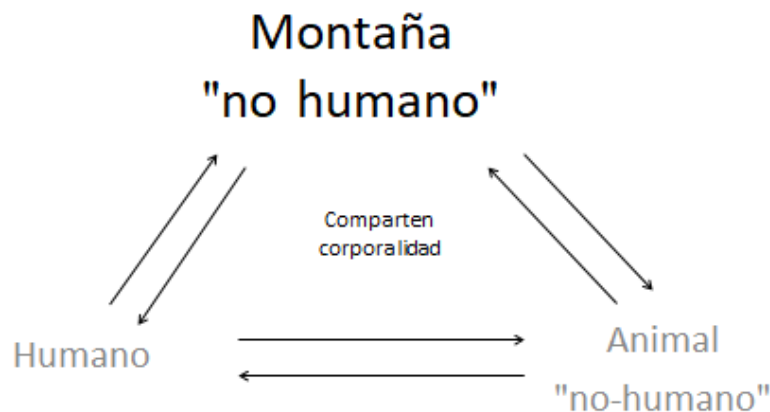 Montaña
"no humano"
Comparten
corporalidad
Humano
Animal
"no-humano"